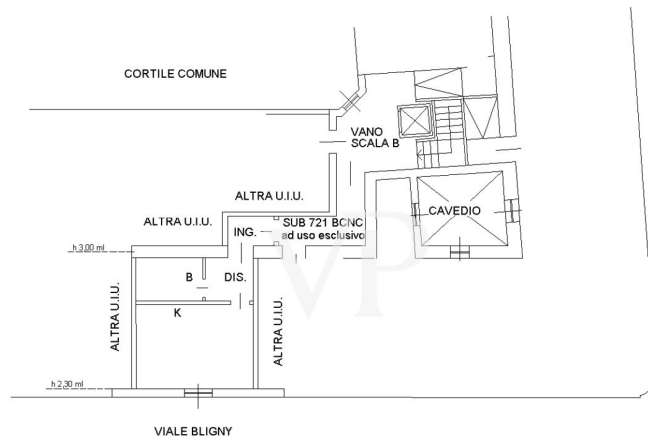 CORTILE COMUNE
VANO
SCALA B
ALTRA U.I.U.
ALTRA U.I.U.
SUB 721 BCNC
ad uso esclusivo
CAVEDIO
ING.
h 3,00 ml
B
DIS.
K
ALTRA U.I.U.
ALTRA U.I.U.
VP
h 2,30 ml
VIALE BLIGNY